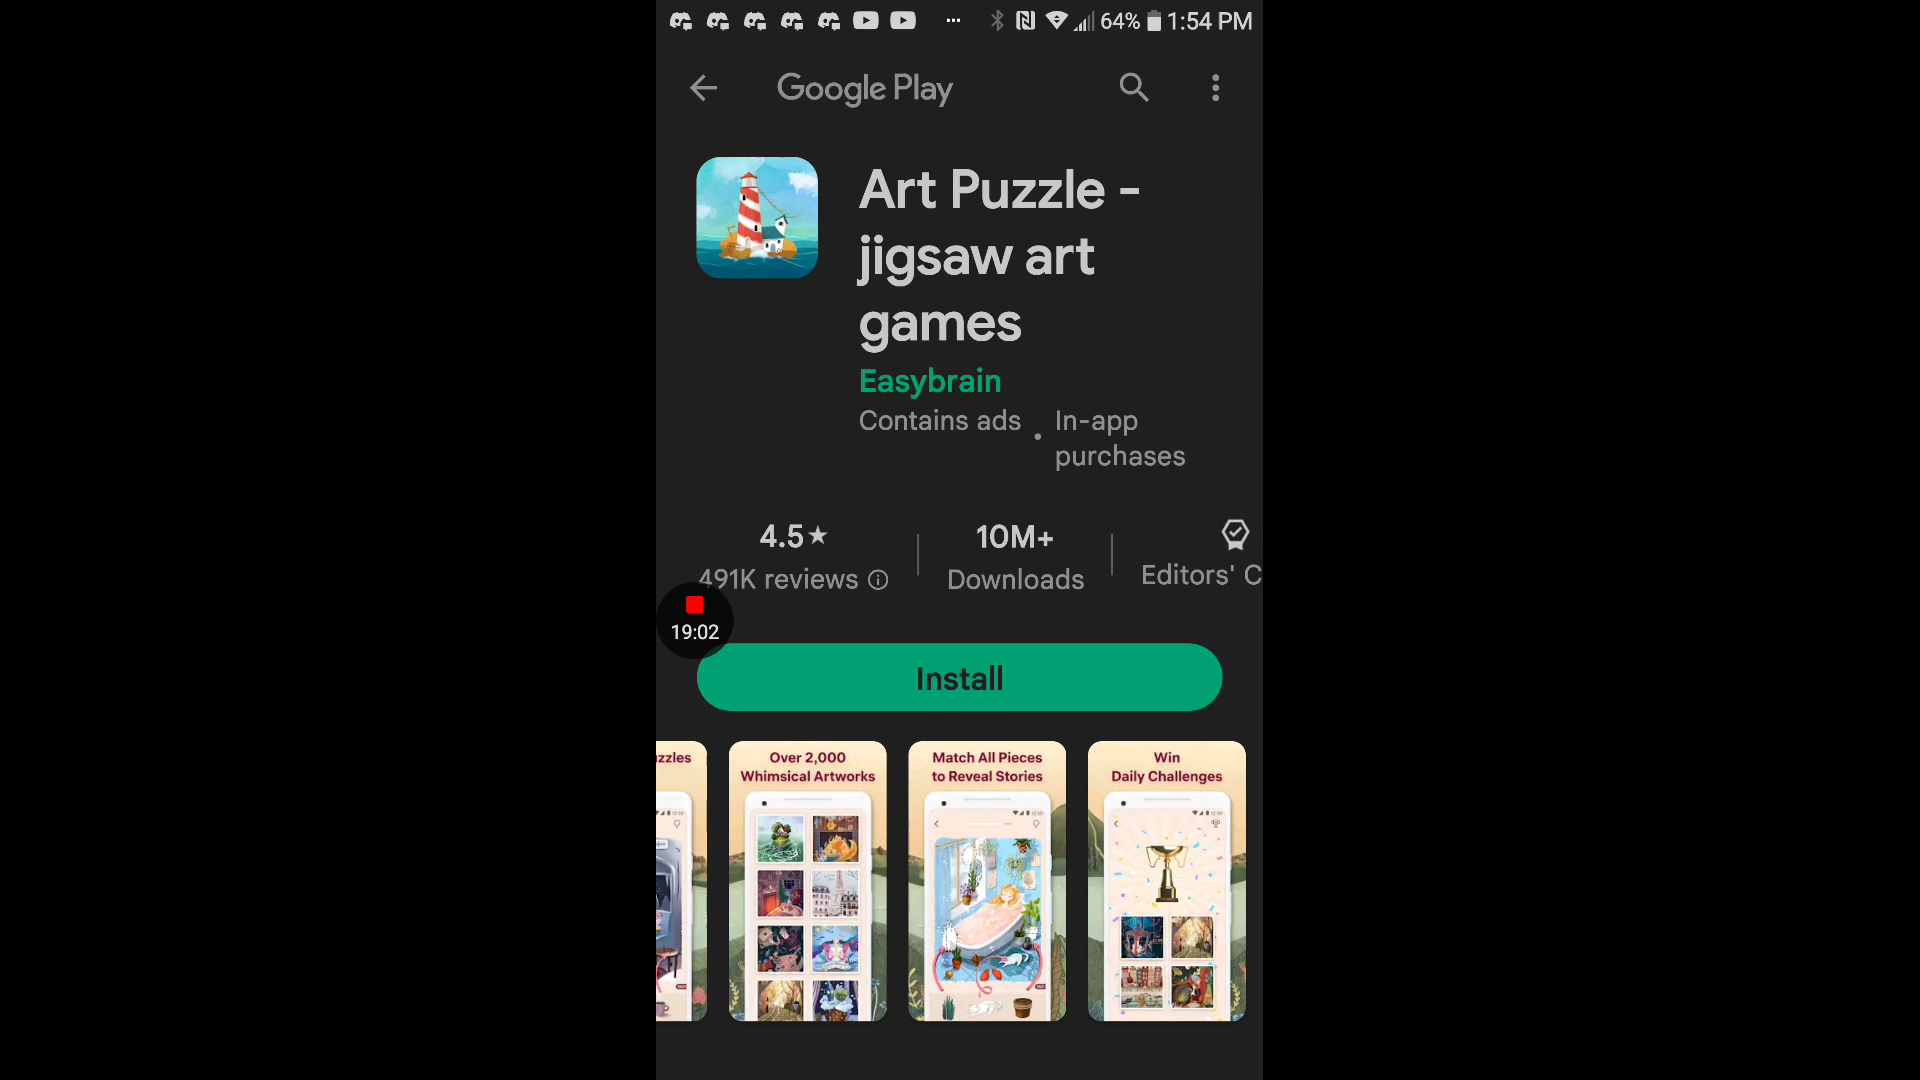 64% 1:54 PM
Google Play
Art Puzzle -
jigsaw art
games
Easybrain
Contains ads • In-app
purchases
4.5★
491K reviews
10M+
Downloads
Editors' C
19:02
Install
zzles
Over 2,000
Whimsical Artworks
Match All Pieces
to Reveal Stories
Win
Daily Challenges